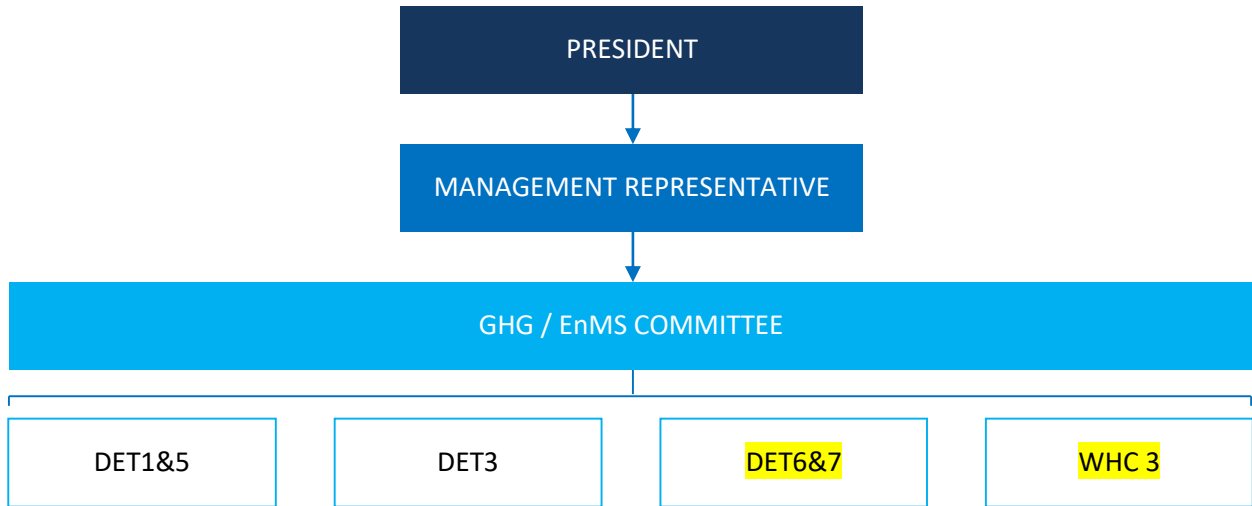 PRESIDENT
MANAGEMENT REPRESENTATIVE
GHG / EnMS COMMITTEE
DET1&5
DET3
DET6&7
WHC 3